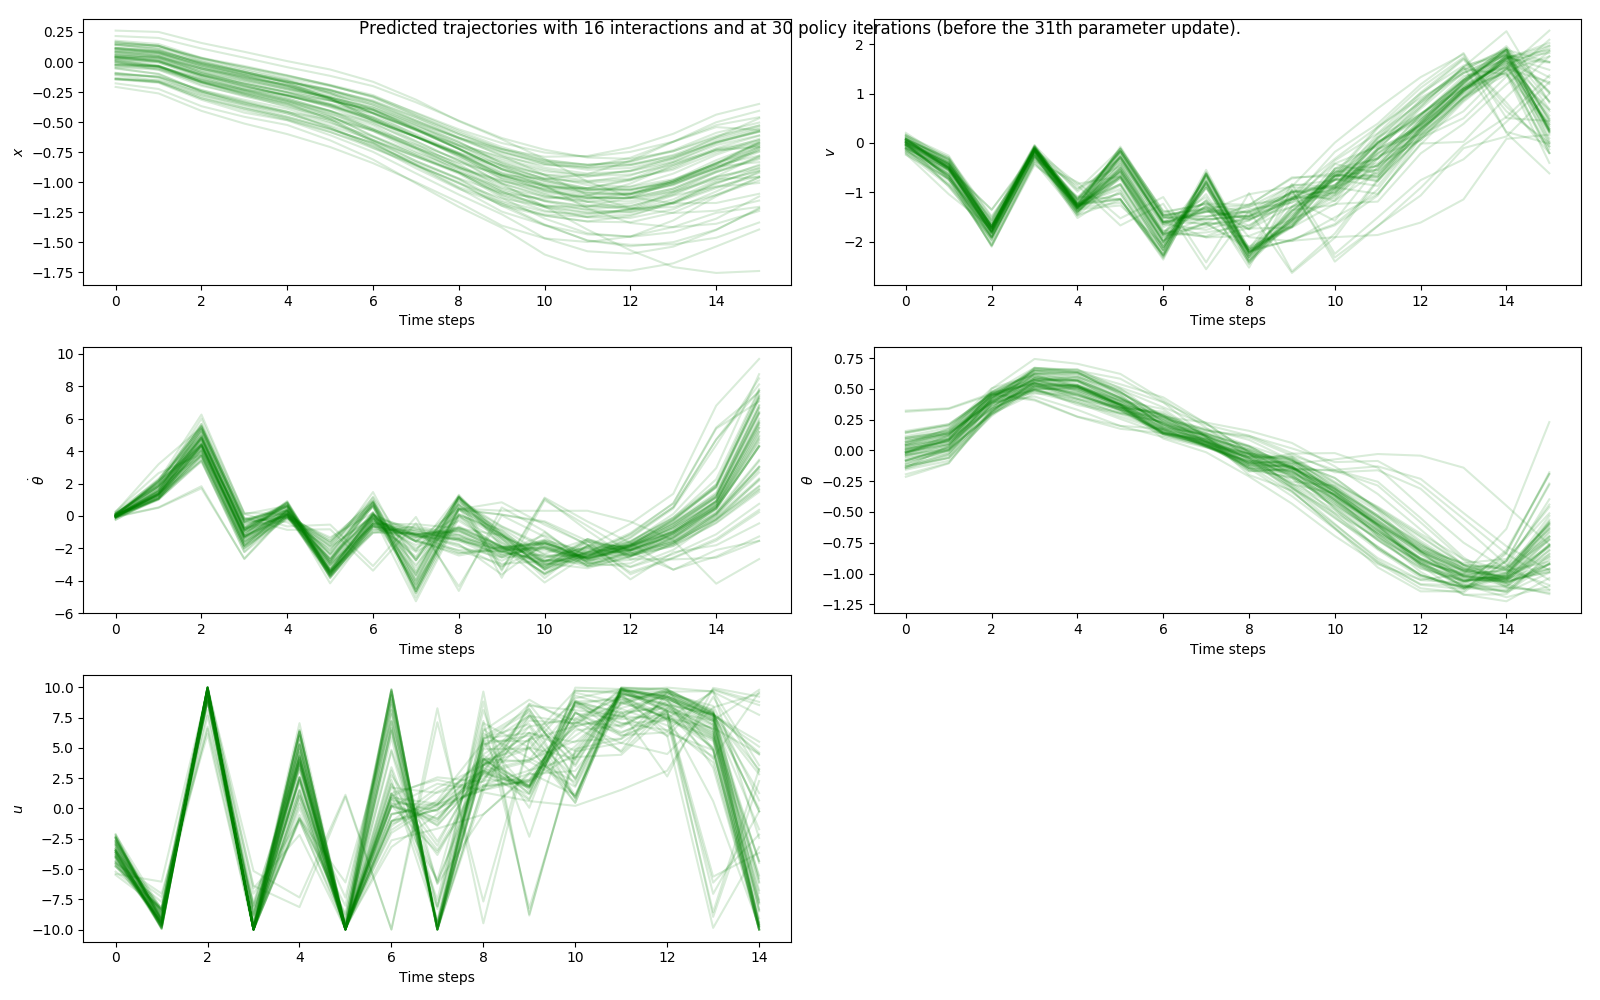 Predicted trajectories with 16 interactions and at 30 policy iterations (before the 31th parameter update).
0.25
0.00
−0.25
−0.50
−0.75
−1.00
−1.25
−1.50
−1.75
x
0 2 4 6 8 10 12 14
Time steps
2
1
0
−1
−2
v
0 2 4 6 8 10 12 14
Time steps
10
8
6
4
2
0
−2
−4
−6
θ̇
0 2 4 6 8 10 12 14
Time steps
0.75
0.50
0.25
0.00
−0.25
−0.50
−0.75
−1.00
−1.25
θ
0 2 4 6 8 10 12 14
Time steps
10.0
7.5
5.0
2.5
0.0
−2.5
−5.0
−7.5
−10.0
u
0 2 4 6 8 10 12 14
Time steps